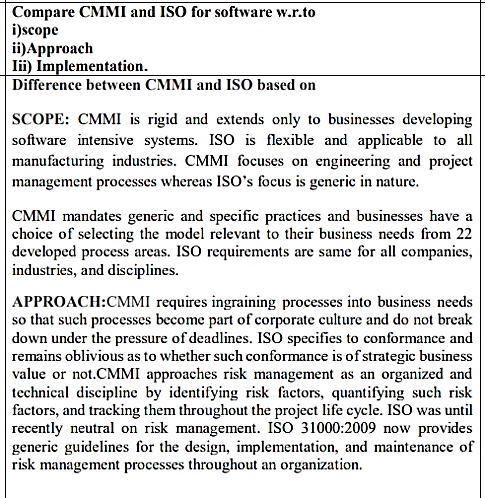 Compare CMMI and ISO for software w.r.to
i)scope
ii)Approach
Iii) Implementation.
Difference between CMMI and ISO based on
SCOPE: CMMI is rigid and extends only to businesses developing
software intensive systems. ISO is flexible and applicable to all
manufacturing industries. CMMI focuses on engineering and project
management processes whereas ISO's focus is generic in nature.
CMMI mandates generic and specific practices and businesses have a
choice of selecting the model relevant to their business needs from 22
developed process areas. ISO requirements are same for all companies,
industries, and disciplines.
APPROACH:CMMI requires ingraining processes into business needs
so that such processes become part of corporate culture and do not break
down under the pressure of deadlines. ISO specifies to conformance and
remains oblivious as to whether such conformance is of strategic business
value or not.CMMI approaches risk management as an organized and
technical discipline by identifying risk factors, quantifying such risk
factors, and tracking them throughout the project life cycle. ISO was until
recently neutral on risk management. ISO 31000:2009 now provides
generic guidelines for the design, implementation, and maintenance of
risk management processes throughout an organization.